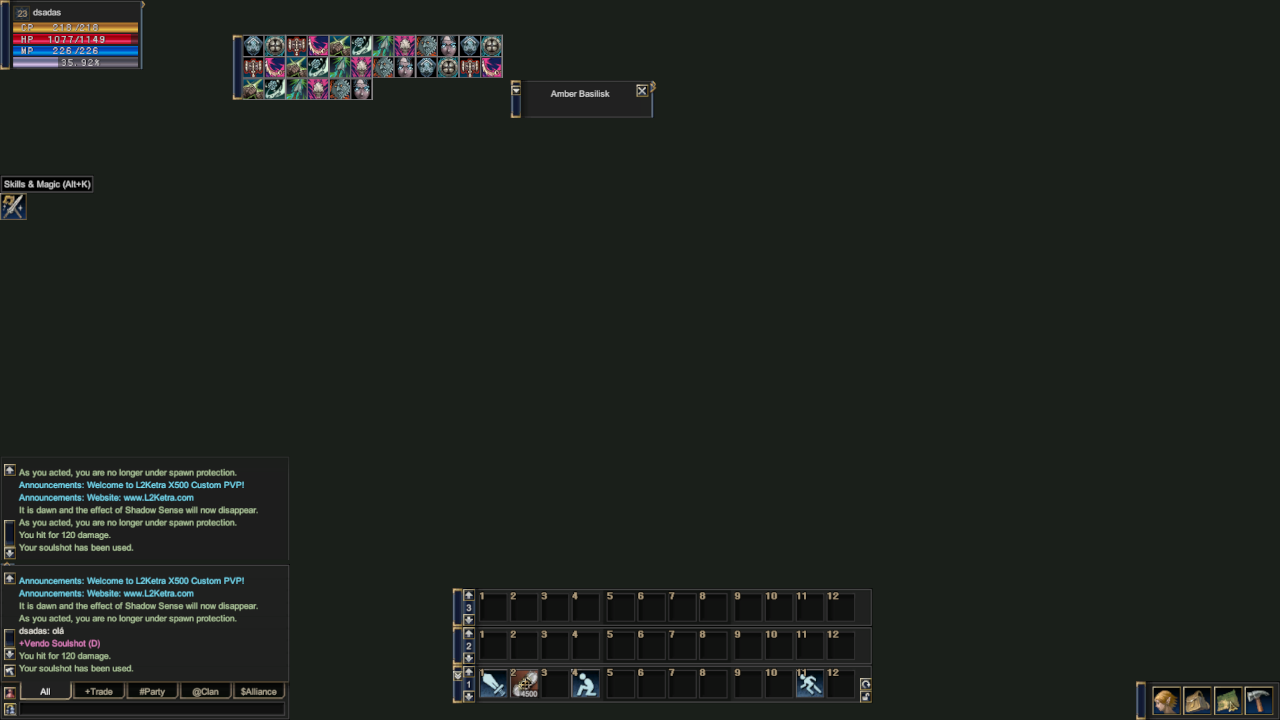 23 dsadas
CP 218/218
HP 1077/1149
MP 226/226
35.92%
Amber Basilisk
Skills & Magic (Alt+K)
As you acted, you are no longer under spawn protection.
Announcements: Welcome to L2Ketra X500 Custom PVP!
Announcements: Website: www.L2Ketra.com
It is dawn and the effect of Shadow Sense will now disappear.
As you acted, you are no longer under spawn protection.
You hit for 120 damage.
Your soulshot has been used.
Announcements: Welcome to L2Ketra X500 Custom PVP!
Announcements: Website: www.L2Ketra.com
It is dawn and the effect of Shadow Sense will now disappear.
As you acted, you are no longer under spawn protection.
dsadas: olá
+Vendo Soulshot (D)
You hit for 120 damage.
Your soulshot has been used.
All +Trade #Party @Clan $Alliance
1 2 3 4 5 6 7 8 9 10 11 12
3
1 2 3 4 5 6 7 8 9 10 11 12
2
1 2 3 4 5 6 7 8 9 10 11 12
1
4500